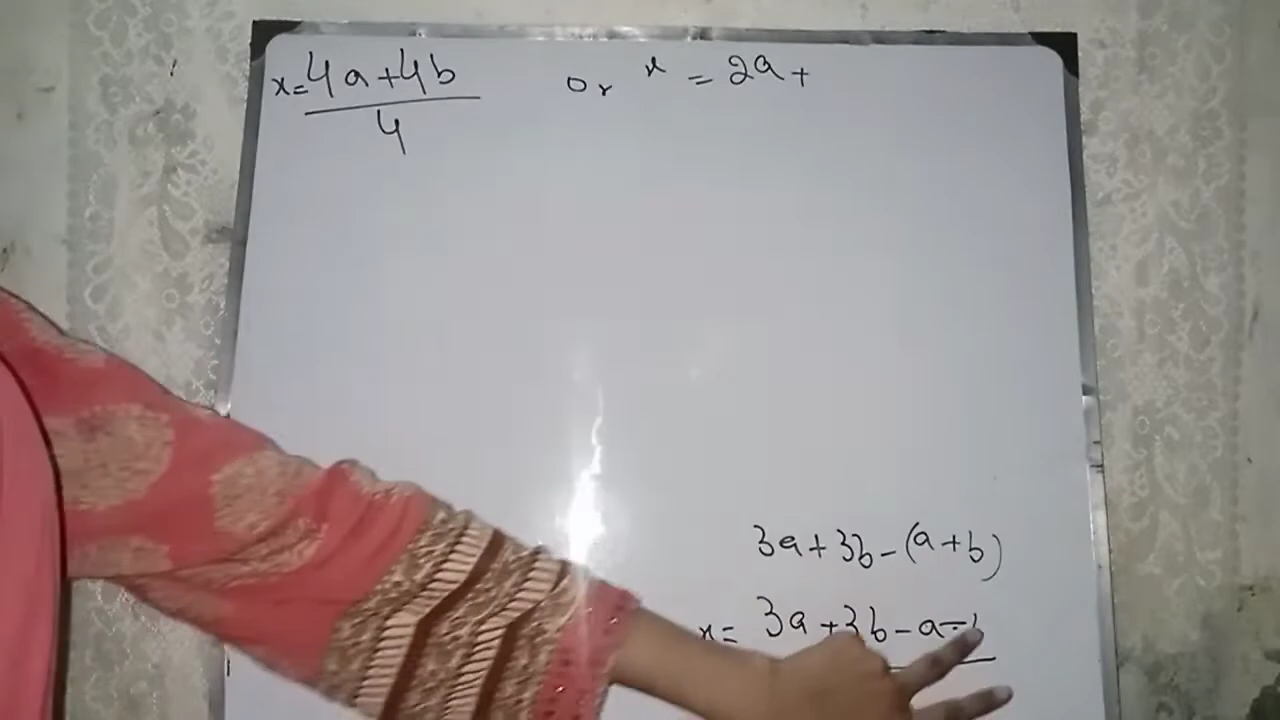 x= 4a+4b or x = 2a +
4
3a+3b-(a+b)
x= 3a+3b-a-b